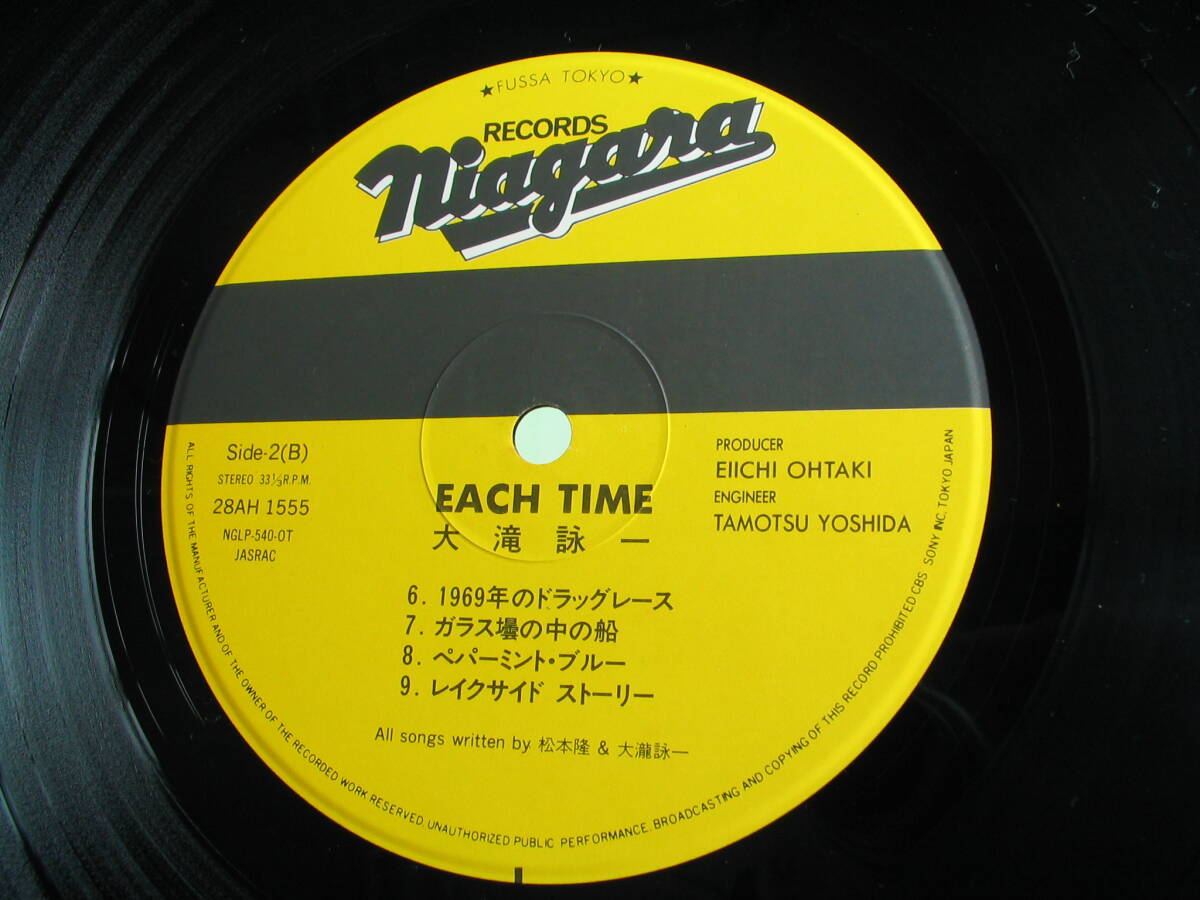 ★FUSSA TOKYO★
RECORDS
Niagara
Side-2(B)
STEREO 33⅓R.P.M.
28AH 1555
NGLP-540-OT
JASRAC
PRODUCER
EIICHI OHTAKI
ENGINEER
TAMOTSU YOSHIDA
EACH TIME
大滝詠一
6. 1969年のドラッグレース
7. ガラス壜の中の船
8. ペパーミント・ブルー
9. レイクサイド ストーリー
All songs written by 松本隆 & 大瀧詠一
ALL RIGHTS OF THE MANUFACTURER AND OF THE OWNER OF THE RECORDED WORK RESERVED. UNAUTHORIZED PUBLIC PERFORMANCE. BROADCASTING AND COPYING OF THIS RECORD PROHIBITED CBS SONY INC. TOKYO JAPAN